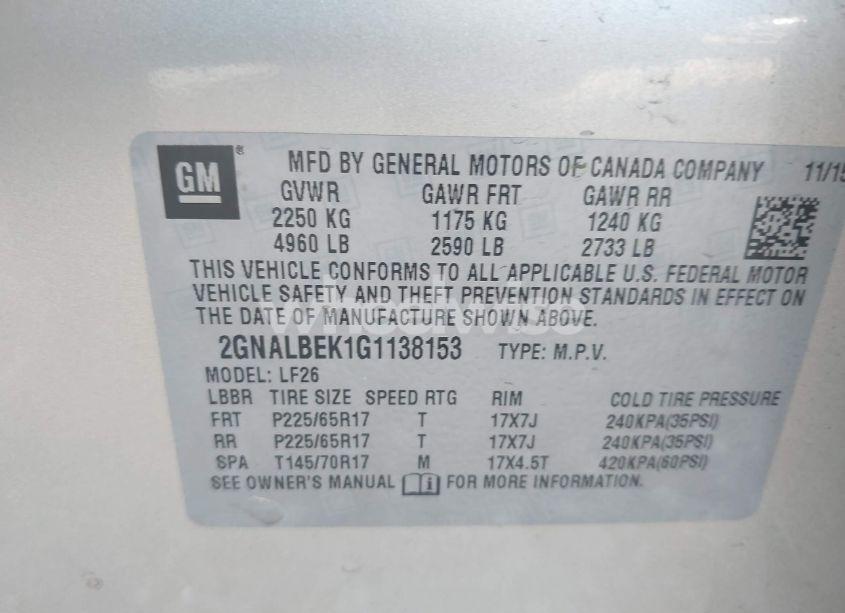 GM ® MFD BY GENERAL MOTORS OF CANADA COMPANY 11/15
GVWR GAWR FRT GAWR RR
2250 KG 1175 KG 1240 KG
4960 LB 2590 LB 2733 LB
THIS VEHICLE CONFORMS TO ALL APPLICABLE U.S. FEDERAL MOTOR
VEHICLE SAFETY AND THEFT PREVENTION STANDARDS IN EFFECT ON
THE DATE OF MANUFACTURE SHOWN ABOVE.
2GNALBEK1G1138153 TYPE: M.P.V.
MODEL: LF26
LBBR TIRE SIZE SPEED RTG RIM COLD TIRE PRESSURE
FRT P225/65R17 T 17X7J 240KPA(35PSI)
RR P225/65R17 T 17X7J 240KPA(35PSI)
SPA T145/70R17 M 17X4.5T 420KPA(60PSI)
SEE OWNER'S MANUAL i FOR MORE INFORMATION.